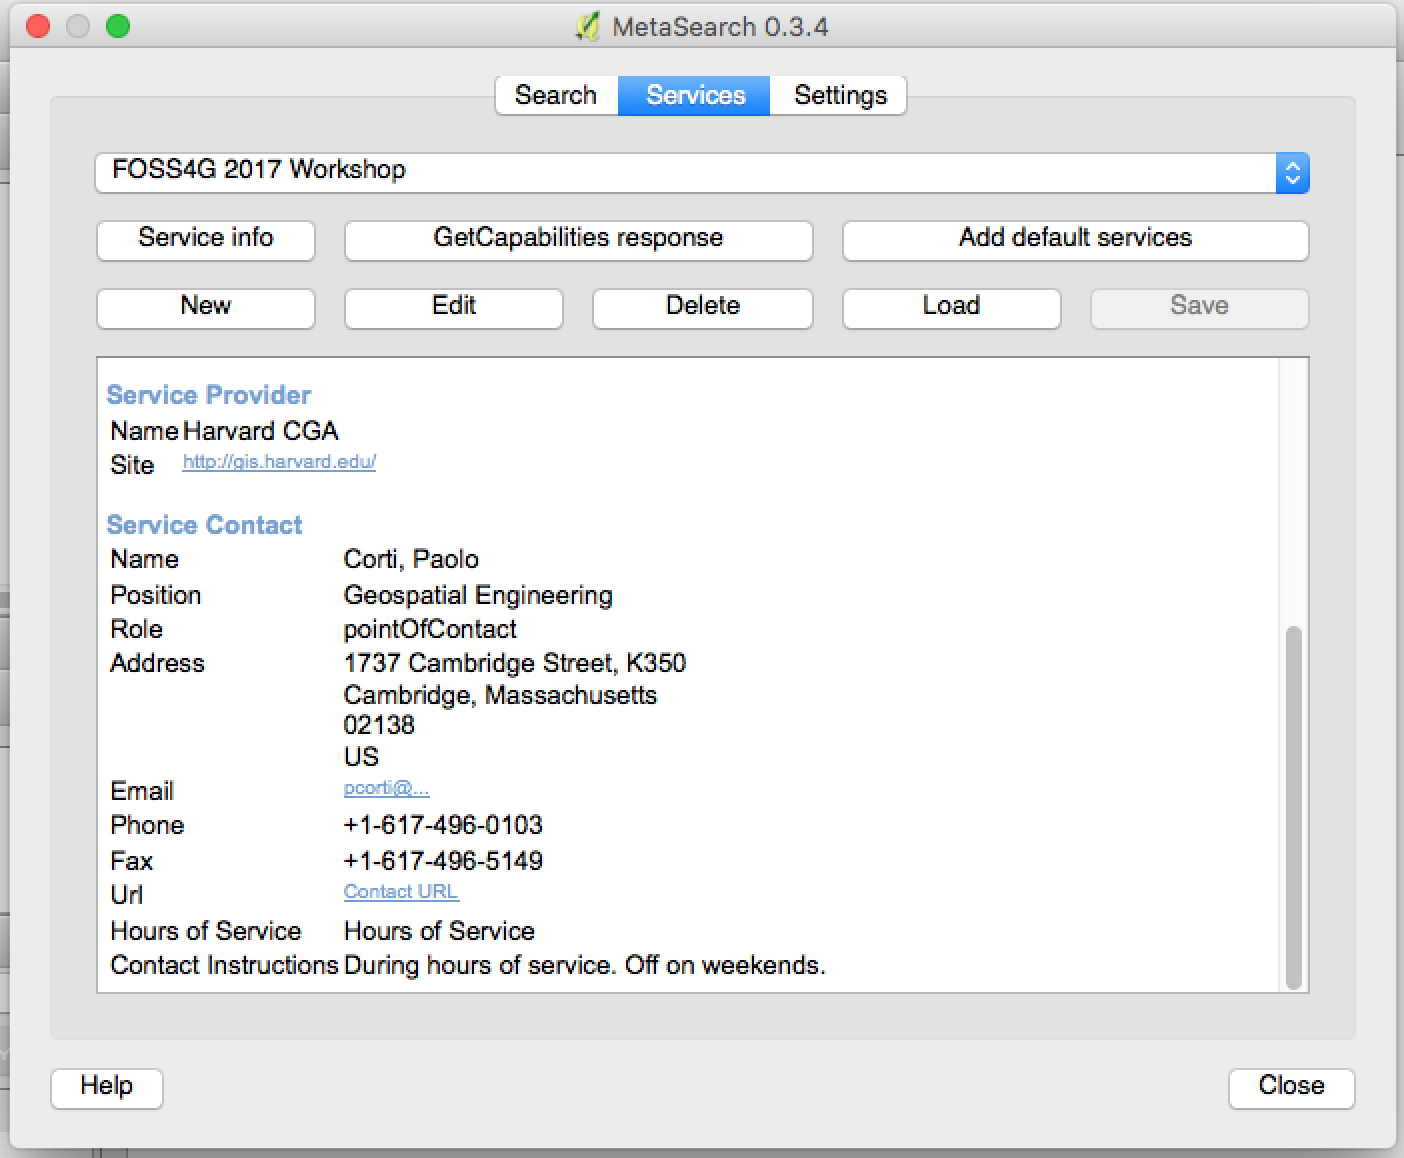 MetaSearch 0.3.4
Search Services Settings
FOSS4G 2017 Workshop
Service info GetCapabilities response Add default services
New Edit Delete Load Save
Service Provider
Name Harvard CGA
Site http://gis.harvard.edu/
Service Contact
Name Corti, Paolo
Position Geospatial Engineering
Role pointOfContact
Address 1737 Cambridge Street, K350
Cambridge, Massachusetts
02138
US
Email pcorti@...
Phone +1-617-496-0103
Fax +1-617-496-5149
Url Contact URL
Hours of Service Hours of Service
Contact Instructions During hours of service. Off on weekends.
Help Close